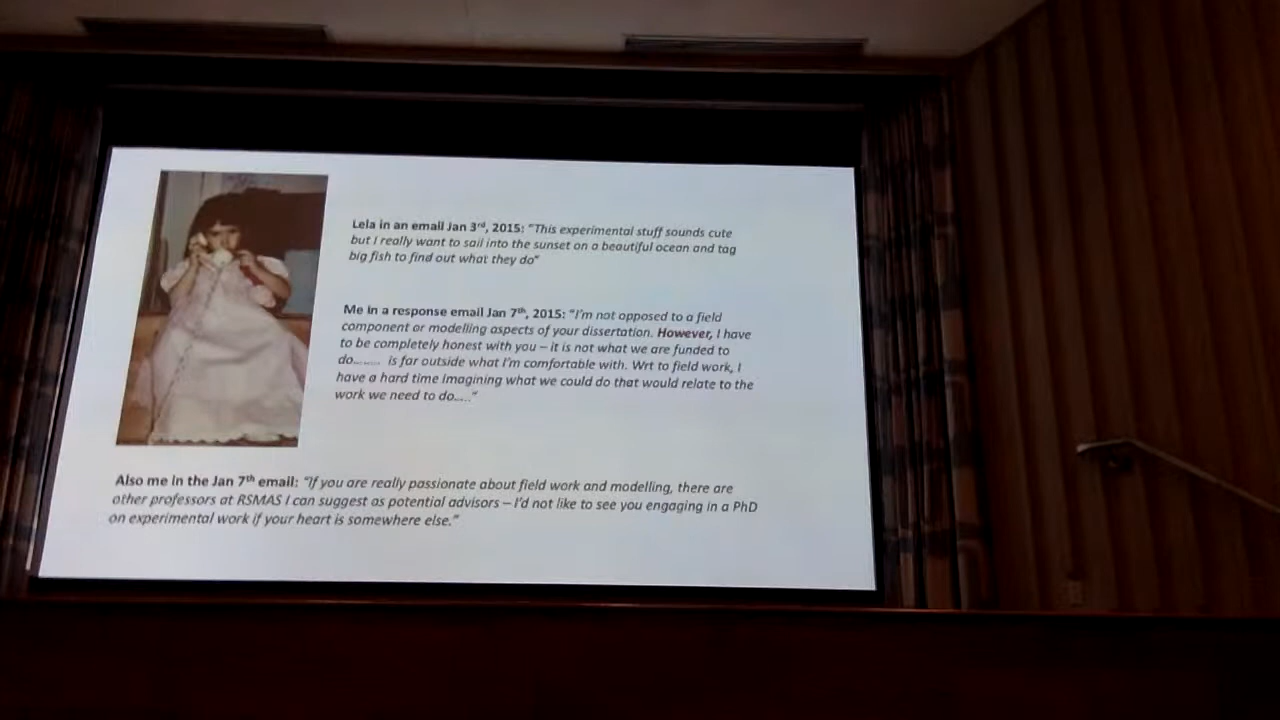 Lela in an email Jan 3rd, 2015: "This experimental stuff sounds cute
but I really want to sail into the sunset on a beautiful ocean and tag
big fish to find out what they do"
Me in a response email Jan 7th, 2015: "I'm not opposed to a field
component or modelling aspects of your dissertation. However, I have
to be completely honest with you – it is not what we are funded to
do........ is far outside what I'm comfortable with. Wrt to field work, I
have a hard time imagining what we could do that would relate to the
work we need to do...."
Also me in the Jan 7th email: "If you are really passionate about field work and modelling, there are
other professors at RSMAS I can suggest as potential advisors – I'd not like to see you engaging in a PhD
on experimental work if your heart is somewhere else."